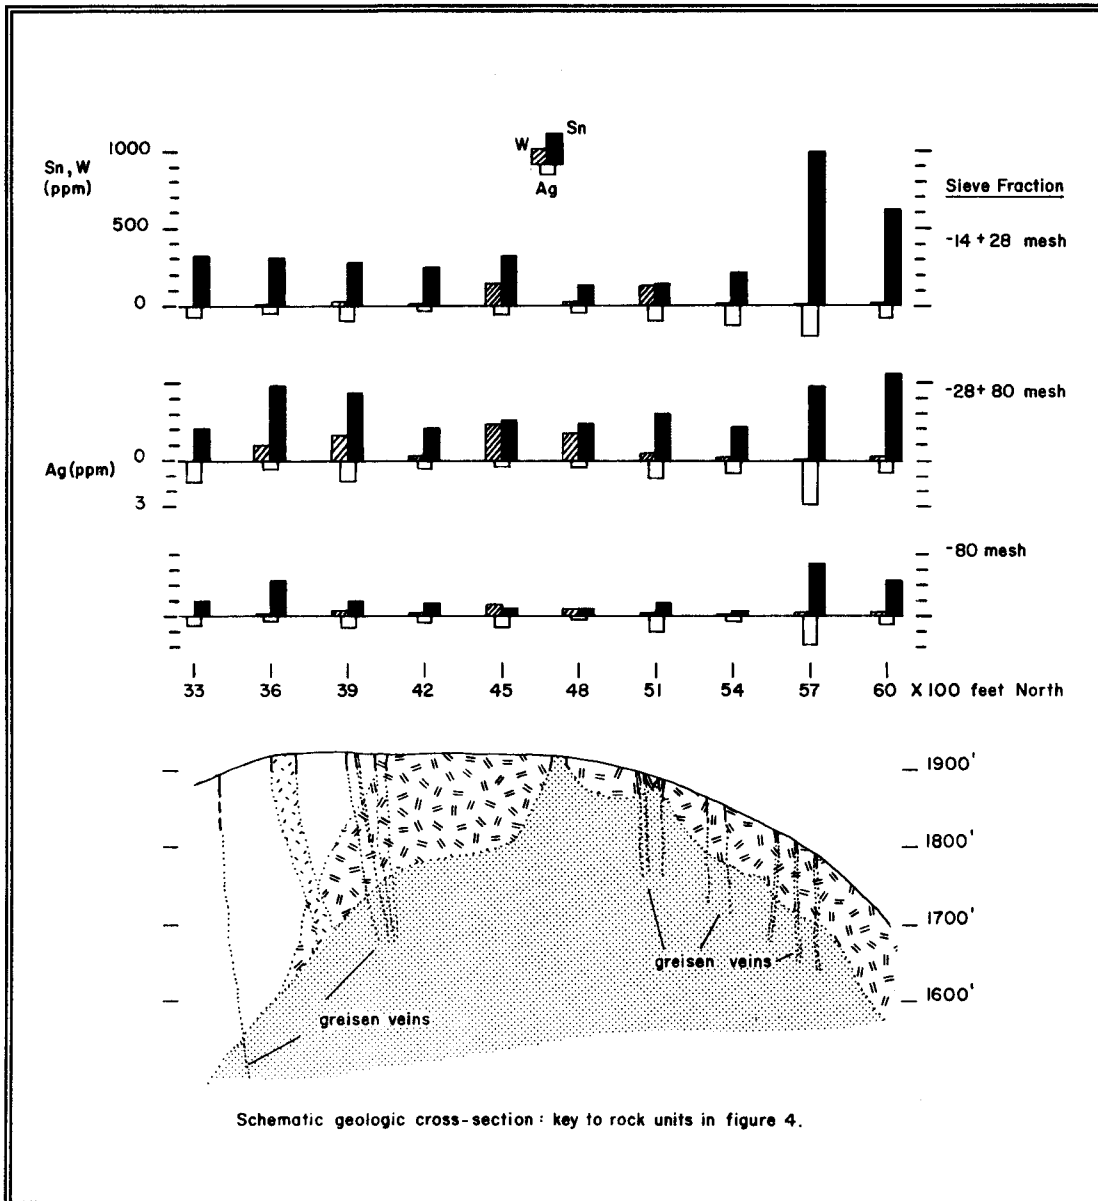 Sn
W
Ag
1000
Sn, W
(ppm)
500
0
Sieve Fraction
-14 +28 mesh
-28+ 80 mesh
0
Ag (ppm)
3
-80 mesh
33 36 39 42 45 48 51 54 57 60 X 100 feet North
1900'
1800'
1700'
greisen veins
1600'
greisen veins
Schematic geologic cross-section : key to rock units in figure 4.